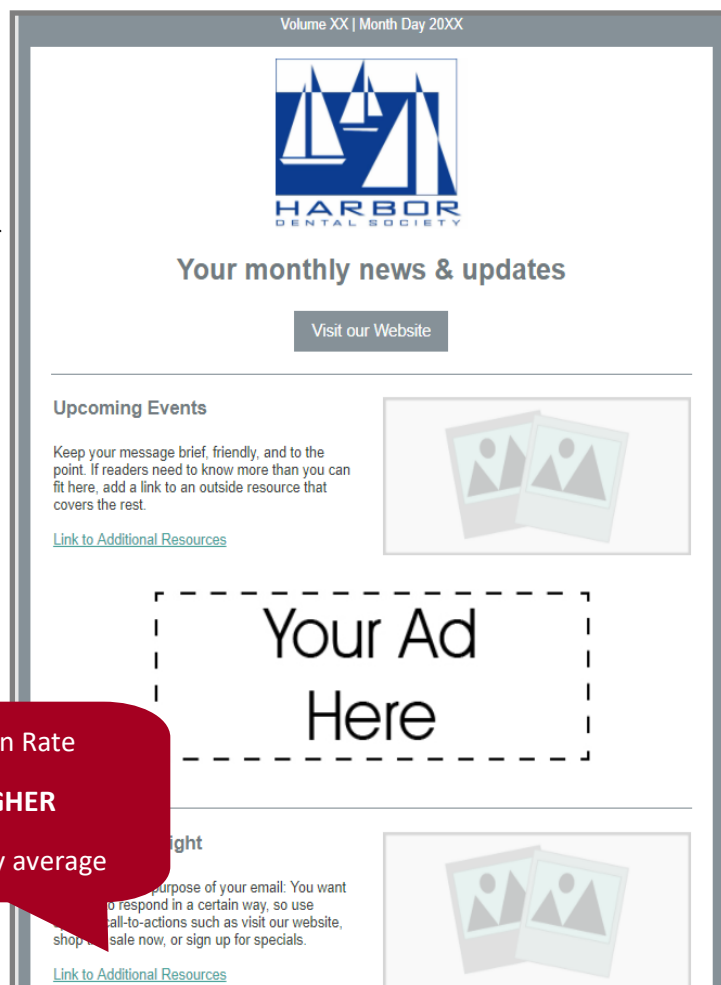 Volume XX | Month Day 20XX
HARBOR
DENTAL SOCIETY
Your monthly news & updates
Visit our Website
Upcoming Events
Keep your message brief, friendly, and to the
point. If readers need to know more than you can
fit here, add a link to an outside resource that
covers the rest.
Link to Additional Resources
Your Ad
Here
n Rate
GHER
y average
ight
purpose of your email: You want
o respond in a certain way, so use
call-to-actions such as visit our website,
shop sale now, or sign up for specials.
Link to Additional Resources